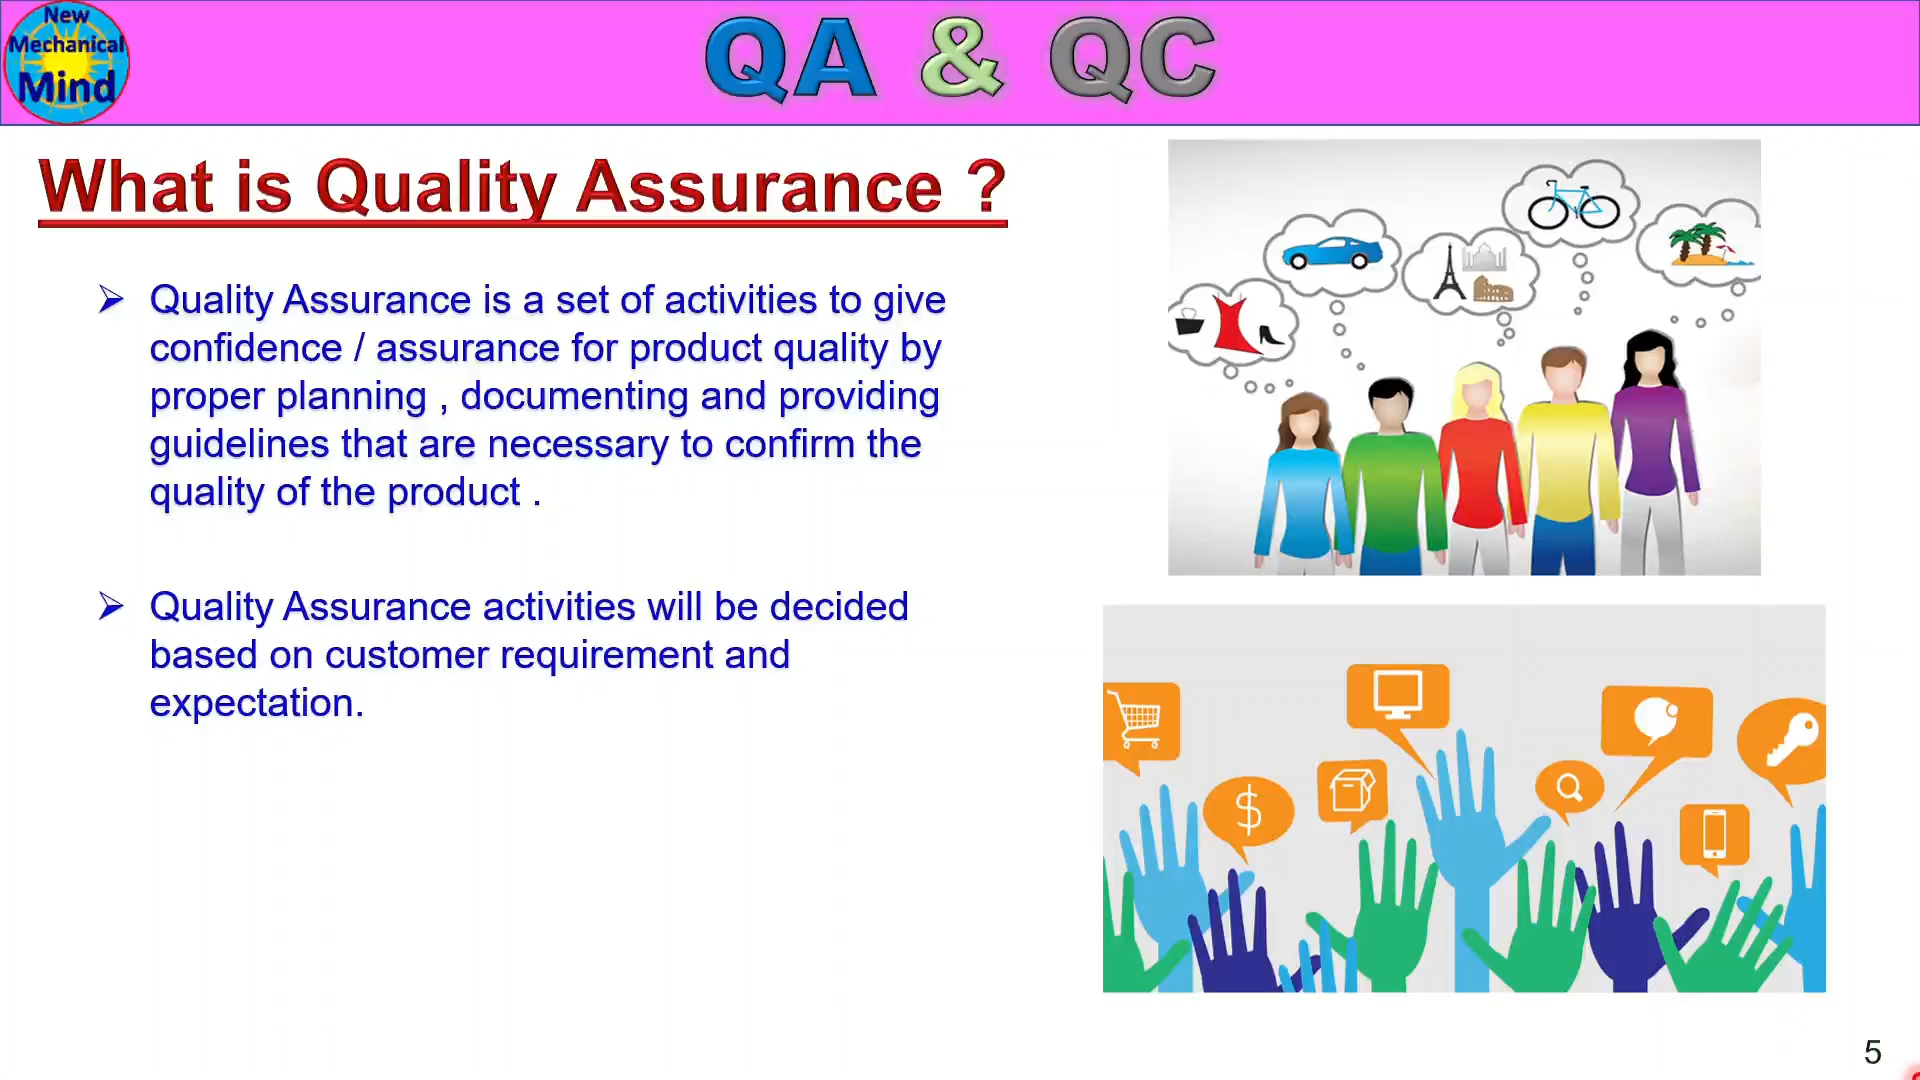 New
Mechanical
Mind
QA & QC
What is Quality Assurance ?
➢ Quality Assurance is a set of activities to give
confidence / assurance for product quality by
proper planning , documenting and providing
guidelines that are necessary to confirm the
quality of the product .
➢ Quality Assurance activities will be decided
based on customer requirement and
expectation.
$
5